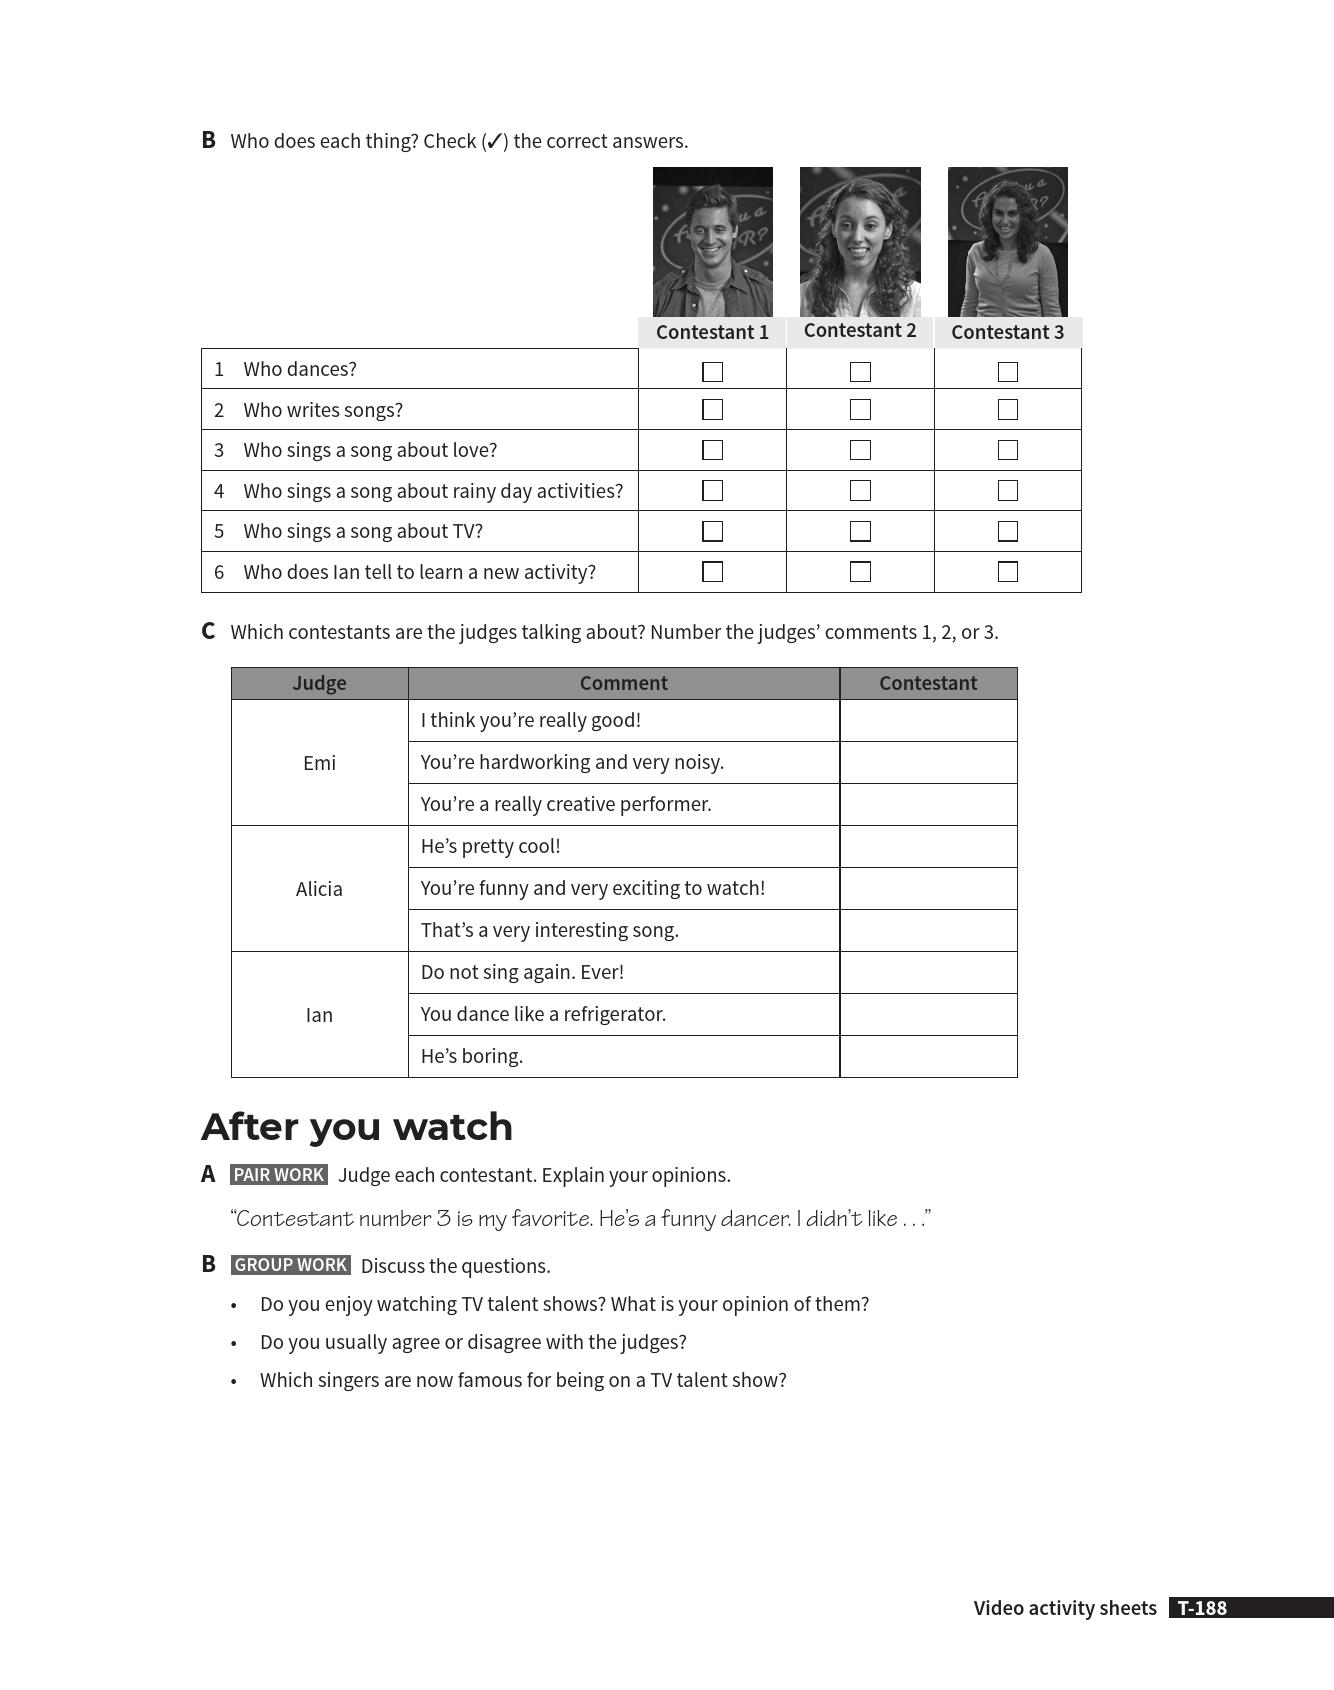 B Who does each thing? Check (✓) the correct answers.
Contestant 1 Contestant 2 Contestant 3
1 Who dances?
2 Who writes songs?
3 Who sings a song about love?
4 Who sings a song about rainy day activities?
5 Who sings a song about TV?
6 Who does Ian tell to learn a new activity?
C Which contestants are the judges talking about? Number the judges’ comments 1, 2, or 3.
Judge Comment Contestant
I think you’re really good!
Emi You’re hardworking and very noisy.
You’re a really creative performer.
He’s pretty cool!
Alicia You’re funny and very exciting to watch!
That’s a very interesting song.
Do not sing again. Ever!
Ian You dance like a refrigerator.
He’s boring.
After you watch
A PAIR WORK Judge each contestant. Explain your opinions.
“Contestant number 3 is my favorite. He’s a funny dancer. I didn’t like . . .”
B GROUP WORK Discuss the questions.
• Do you enjoy watching TV talent shows? What is your opinion of them?
• Do you usually agree or disagree with the judges?
• Which singers are now famous for being on a TV talent show?
Video activity sheets T-188